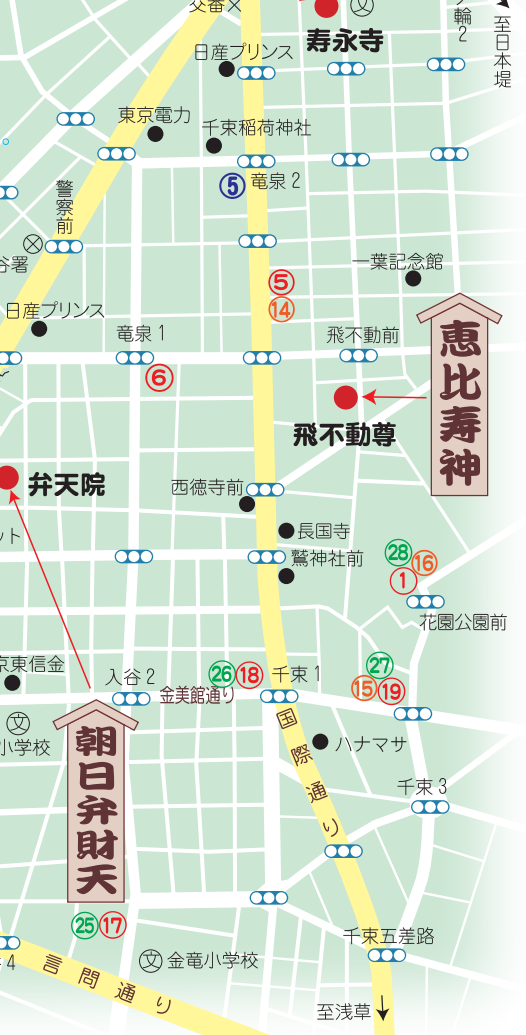 交番
文
寿永寺
輪2
至日本堤
日産プリンス
東京電力
千束稲荷神社
⑤
竜泉2
警察前
谷署
一葉記念館
⑤
⑭
日産プリンス
竜泉1
飛不動前
⑥
恵比寿神
飛不動尊
弁天院
西徳寺前
ット
長国寺
鷲神社前
㉘
⑯
①
花園公園前
京東信金
入谷2
㉖
⑱
千束1
㉗
⑮
⑲
金美館通り
文
小学校
朝日弁財天
国際通り
ハナマサ
千束3
㉕
⑰
文
金竜小学校
千束五差路
4
言問通り
至浅草